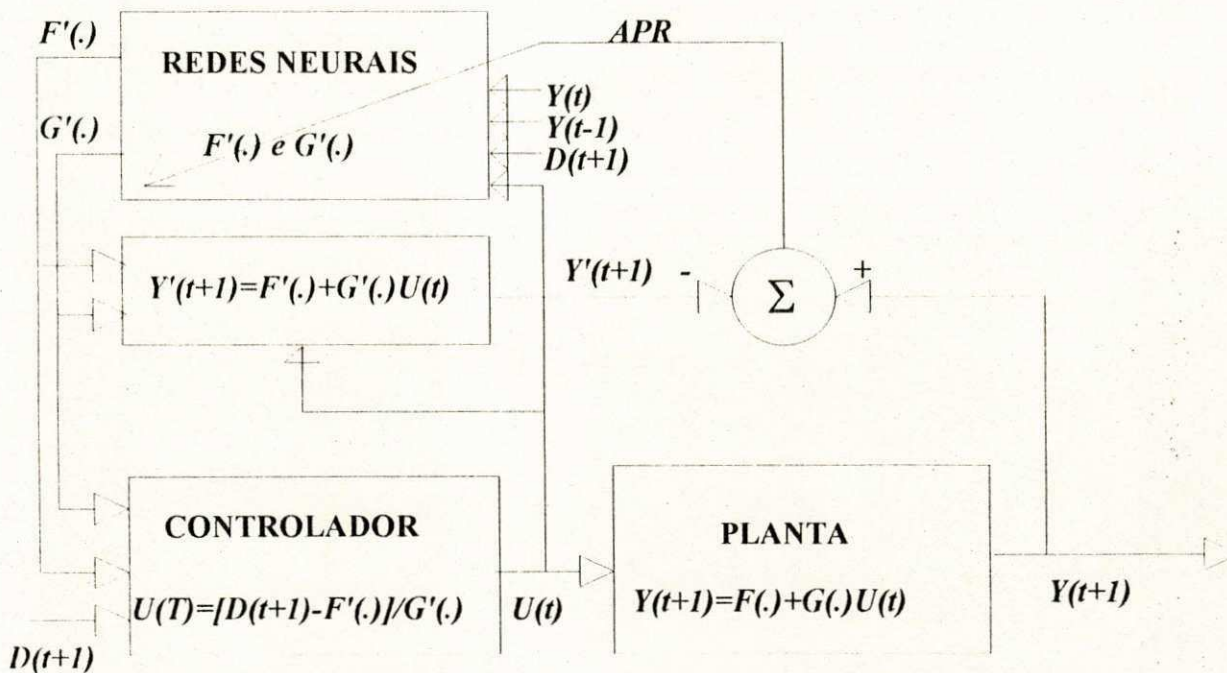 F'(.)
APR
REDES NEURAIS
Y(t)
G'(.)
Y(t-1)
F'(.) e G'(.)
D(t+1)
Y'(t+1)
-
+
Y'(t+1)=F'(.)+G'(.)U(t)
Σ
CONTROLADOR
PLANTA
U(T)=[D(t+1)-F'(.)]/G'(.)
U(t)
Y(t+1)=F(.)+G(.)U(t)
Y(t+1)
D(t+1)